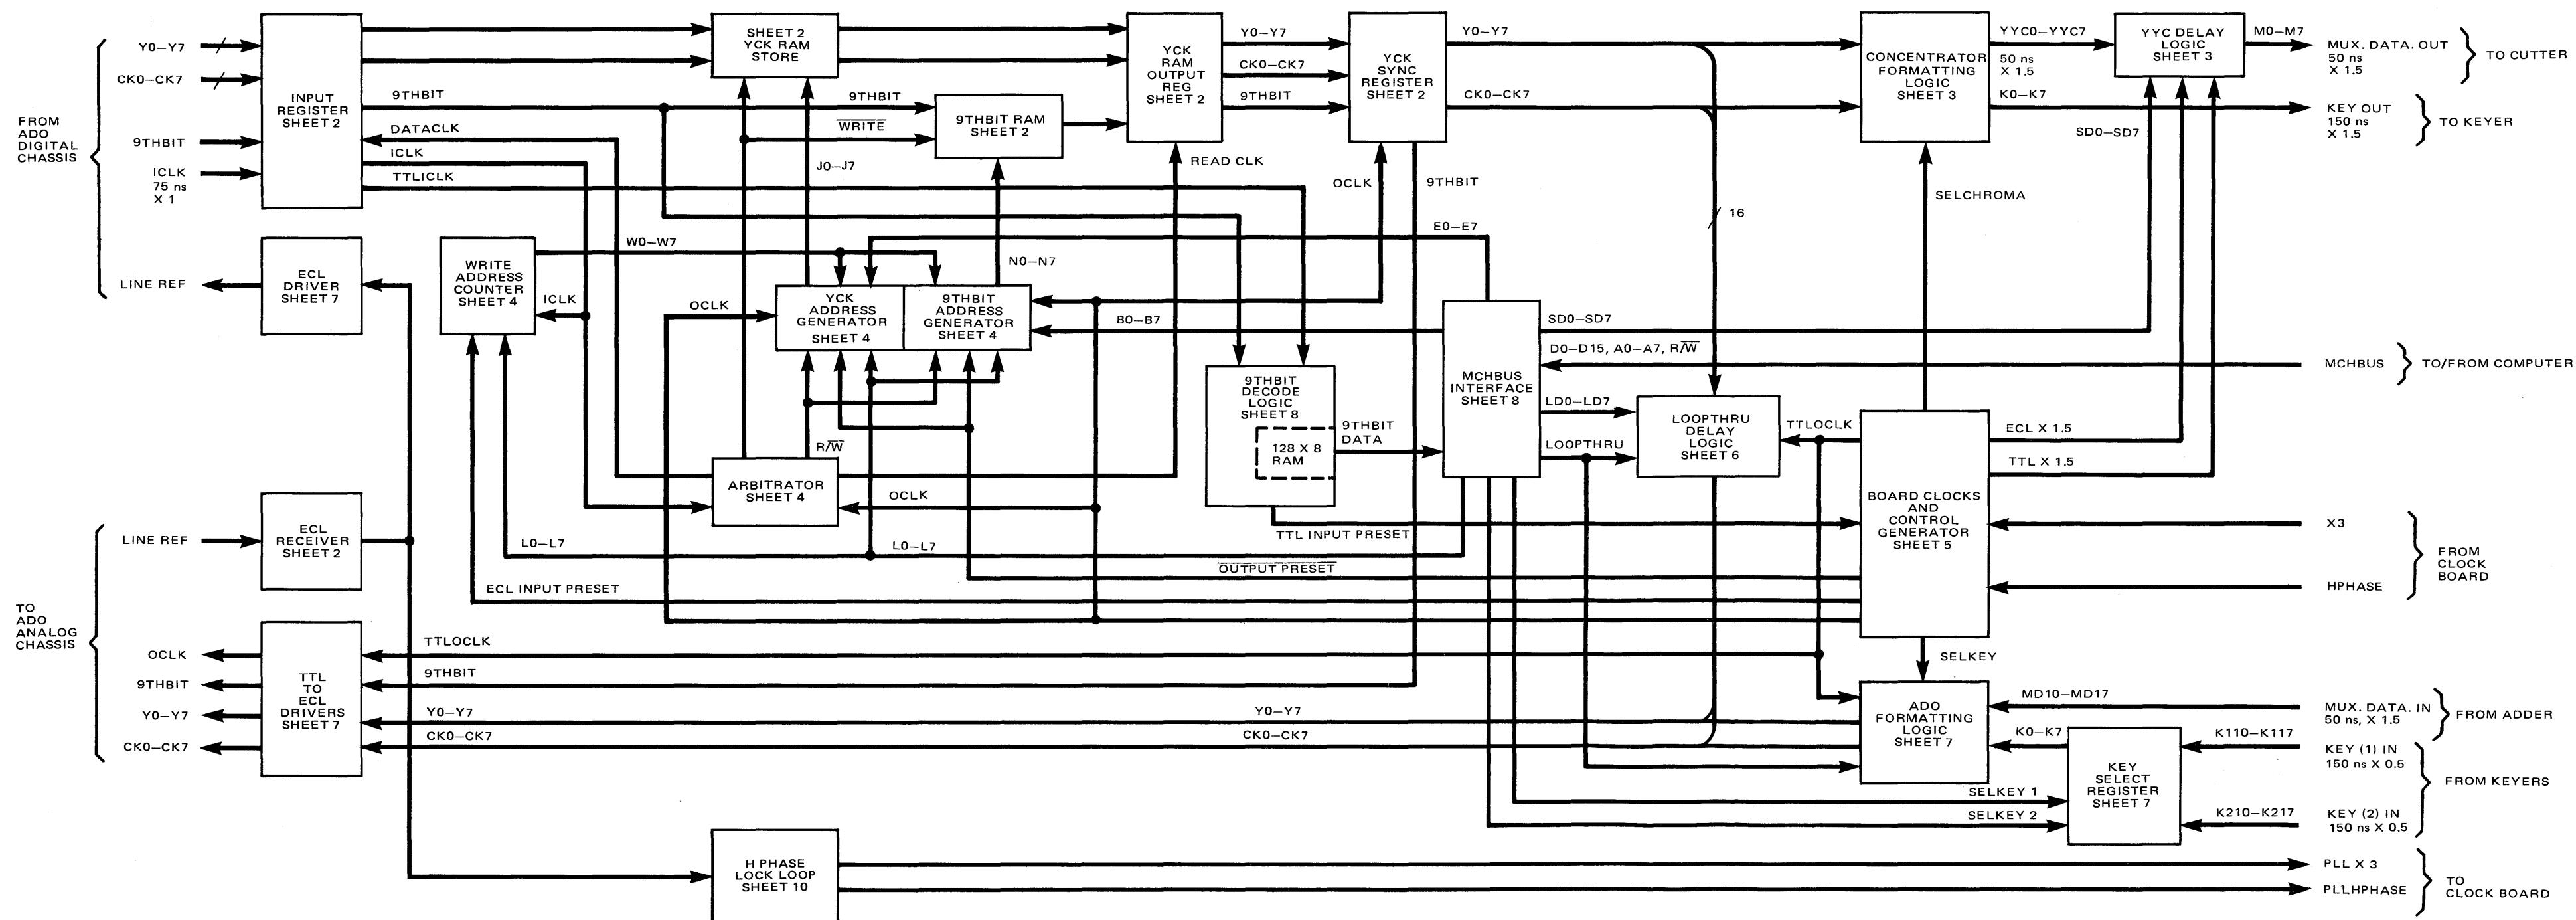 FROM
ADO
DIGITAL
CHASSIS
Y0–Y7
CK0–CK7
9THBIT
ICLK
75 ns
X 1
LINE REF
INPUT
REGISTER
SHEET 2
ECL
DRIVER
SHEET 7
9THBIT
DATACLK
ICLK
TTLICLK
SHEET 2
YCK RAM
STORE
9THBIT
WRITE
J0–J7
9THBIT RAM
SHEET 2
YCK
RAM
OUTPUT
REG
SHEET 2
Y0–Y7
CK0–CK7
9THBIT
READ CLK
YCK
SYNC
REGISTER
SHEET 2
OCLK
9THBIT
Y0–Y7
CK0–CK7
16
CONCENTRATOR
FORMATTING
LOGIC
SHEET 3
SELCHROMA
YYC0–YYC7
50 ns
X 1.5
K0–K7
SD0–SD7
YYC DELAY
LOGIC
SHEET 3
M0–M7
MUX. DATA. OUT
50 ns
X 1.5
TO CUTTER
KEY OUT
150 ns
X 1.5
TO KEYER
WRITE
ADDRESS
COUNTER
SHEET 4
W0–W7
ICLK
OCLK
YCK
ADDRESS
GENERATOR
SHEET 4
9THBIT
ADDRESS
GENERATOR
SHEET 4
N0–N7
E0–E7
B0–B7
R/W
ARBITRATOR
SHEET 4
OCLK
9THBIT
DECODE
LOGIC
SHEET 8
128 X 8
RAM
9THBIT
DATA
TTL INPUT PRESET
MCHBUS
INTERFACE
SHEET 8
SD0–SD7
D0–D15, A0–A7, R/W
LD0–LD7
LOOPTHRU
LOOPTHRU
DELAY
LOGIC
SHEET 6
TTLOCLK
BOARD CLOCKS
AND
CONTROL
GENERATOR
SHEET 5
ECL X 1.5
TTL X 1.5
MCHBUS
TO/FROM COMPUTER
X3
HPHASE
FROM
CLOCK
BOARD
LINE REF
ECL
RECEIVER
SHEET 2
L0–L7
L0–L7
OUTPUT PRESET
ECL INPUT PRESET
TO
ADO
ANALOG
CHASSIS
OCLK
9THBIT
Y0–Y7
CK0–CK7
TTL
TO
ECL
DRIVERS
SHEET 7
TTLOCLK
9THBIT
Y0–Y7
CK0–CK7
Y0–Y7
CK0–CK7
SELKEY
ADO
FORMATTING
LOGIC
SHEET 7
MD10–MD17
K0–K7
KEY
SELECT
REGISTER
SHEET 7
SELKEY 1
SELKEY 2
K110–K117
K210–K217
MUX. DATA. IN
50 ns, X 1.5
FROM ADDER
KEY (1) IN
150 ns X 0.5
FROM KEYERS
KEY (2) IN
150 ns X 0.5
H PHASE
LOCK LOOP
SHEET 10
PLL X 3
PLLHPHASE
TO
CLOCK BOARD